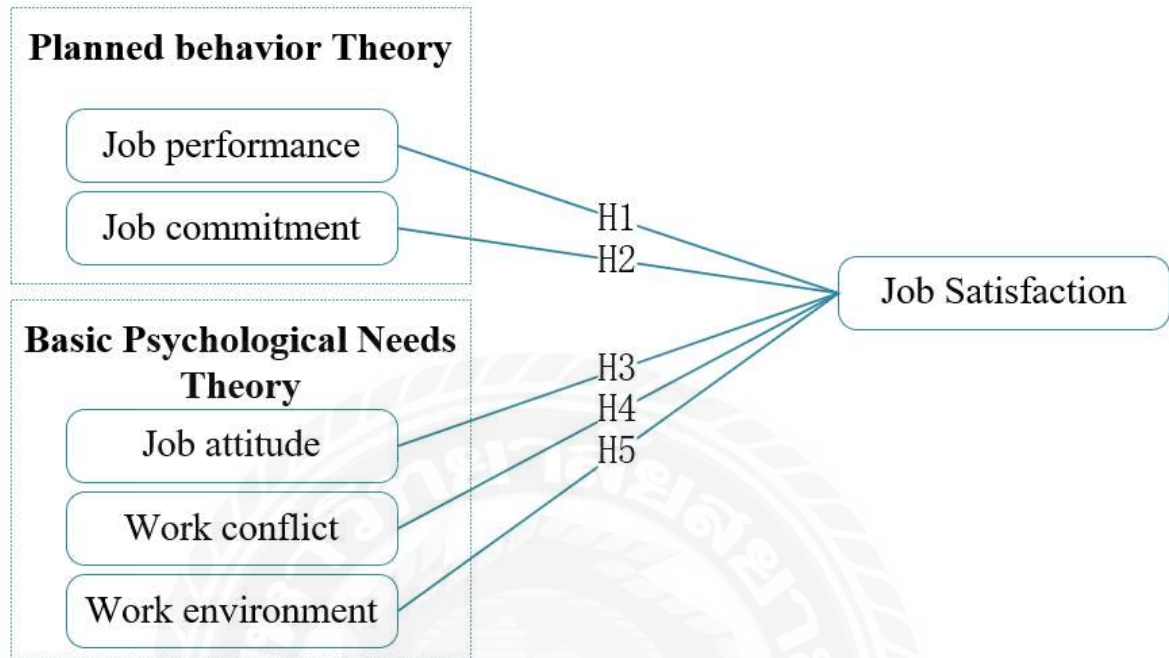 Planned behavior Theory
Job performance
Job commitment
H1
H2
Job Satisfaction
Basic Psychological Needs
Theory
Job attitude
Work conflict
Work environment
H3
H4
H5